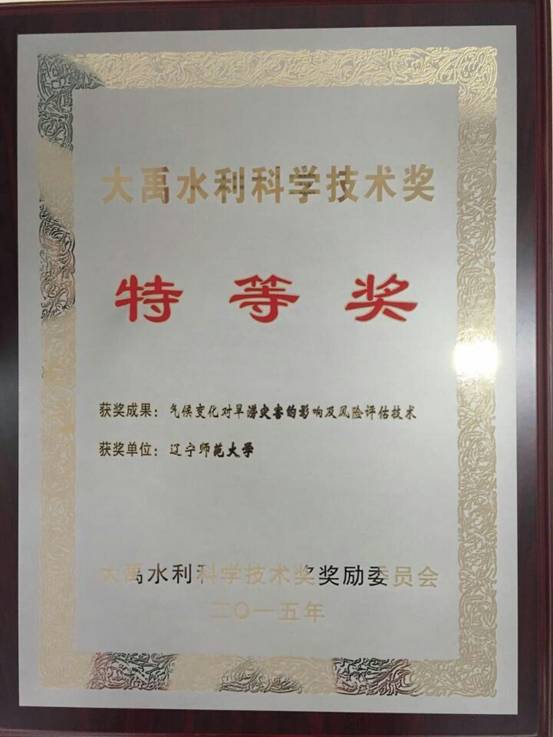 大禹水利科学技术奖
特等奖
获奖成果：气候变化对旱涝灾害的影响及风险评估技术
获奖单位：辽宁师范大学
大禹水利科学技术奖奖励委员会
二〇一五年